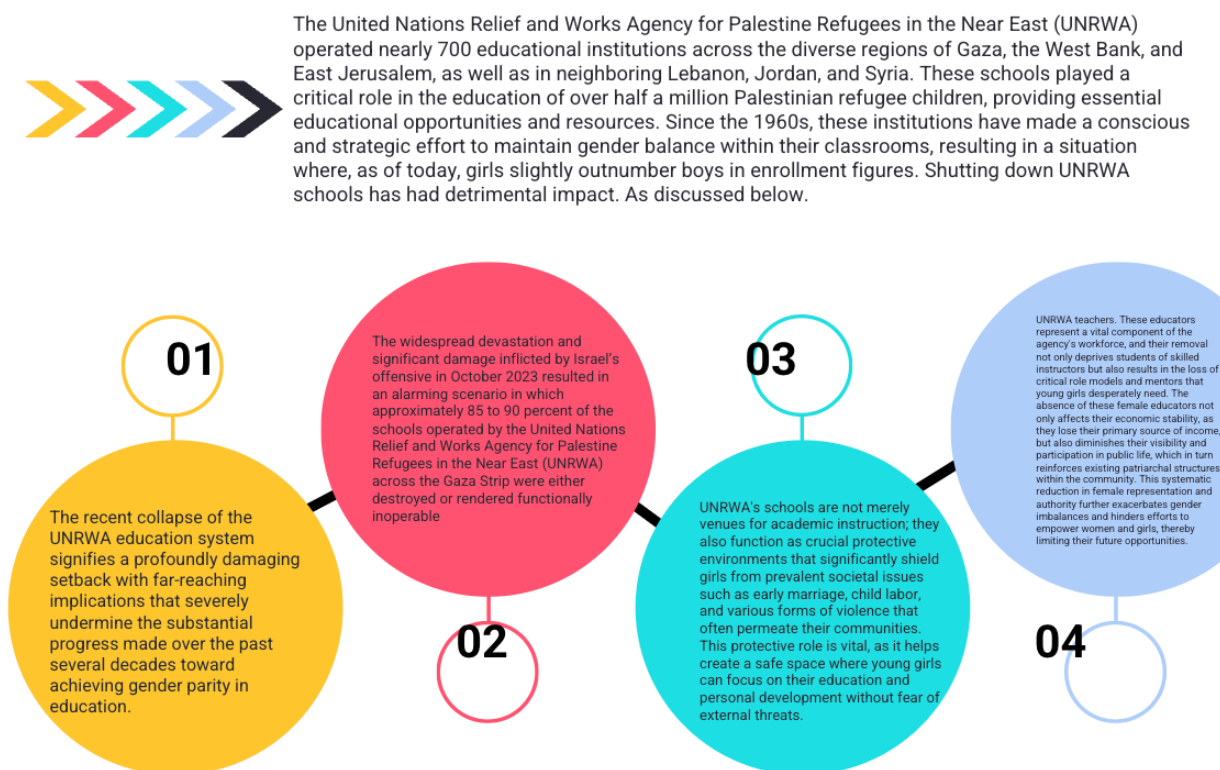 The United Nations Relief and Works Agency for Palestine Refugees in the Near East (UNRWA)
operated nearly 700 educational institutions across the diverse regions of Gaza, the West Bank, and
East Jerusalem, as well as in neighboring Lebanon, Jordan, and Syria. These schools played a
critical role in the education of over half a million Palestinian refugee children, providing essential
educational opportunities and resources. Since the 1960s, these institutions have made a conscious
and strategic effort to maintain gender balance within their classrooms, resulting in a situation
where, as of today, girls slightly outnumber boys in enrollment figures. Shutting down UNRWA
schools has had detrimental impact. As discussed below.
01
The recent collapse of the
UNRWA education system
signifies a profoundly damaging
setback with far-reaching
implications that severely
undermine the substantial
progress made over the past
several decades toward
achieving gender parity in
education.
The widespread devastation and
significant damage inflicted by Israel's
offensive in October 2023 resulted in
an alarming scenario in which
approximately 85 to 90 percent of the
schools operated by the United Nations
Relief and Works Agency for Palestine
Refugees in the Near East (UNRWA)
across the Gaza Strip were either
destroyed or rendered functionally
inoperable
02
03
UNRWA's schools are not merely
venues for academic instruction; they
also function as crucial protective
environments that significantly shield
girls from prevalent societal issues
such as early marriage, child labor,
and various forms of violence that
often permeate their communities.
This protective role is vital, as it helps
create a safe space where young girls
can focus on their education and
personal development without fear of
external threats.
UNRWA teachers. These educators
represent a vital component of the
agency's workforce, and their removal
not only deprives students of skilled
instructors but also results in the loss of
critical role models and mentors that
young girls desperately need. The
absence of these female educators not
only affects their economic stability, as
they lose their primary source of income,
but also diminishes their visibility and
participation in public life, which in turn
reinforces existing patriarchal structures
within the community. This systematic
reduction in female representation and
authority further exacerbates gender
imbalances and hinders efforts to
empower women and girls, thereby
limiting their future opportunities.
04